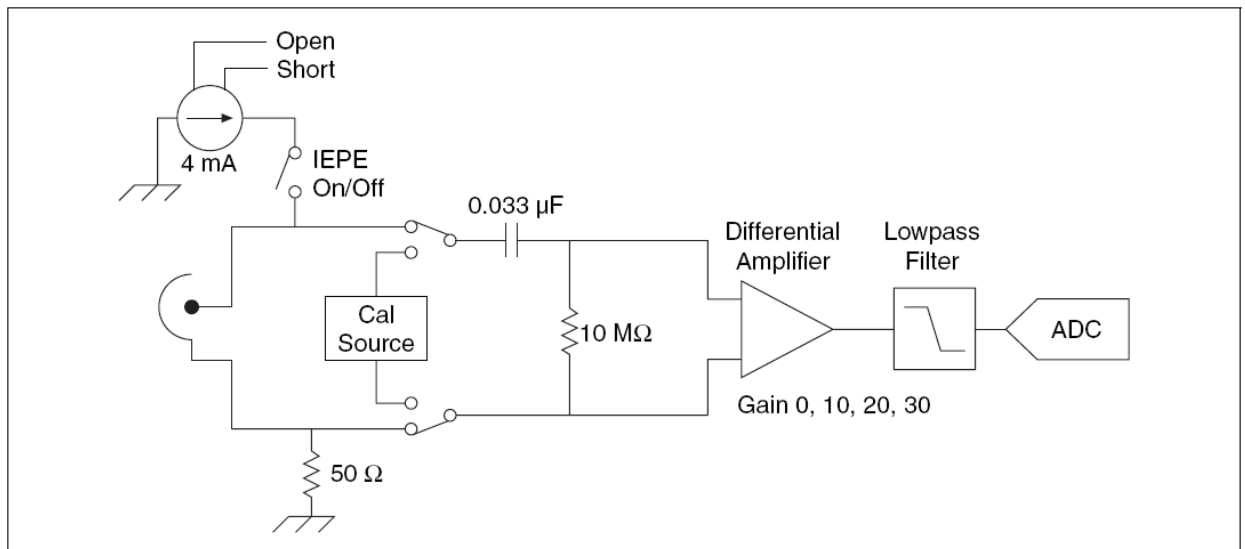 Open
Short
4 mA
IEPE
On/Off
0.033 µF
Differential
Amplifier
Lowpass
Filter
Cal
Source
10 MΩ
ADC
Gain 0, 10, 20, 30
50 Ω